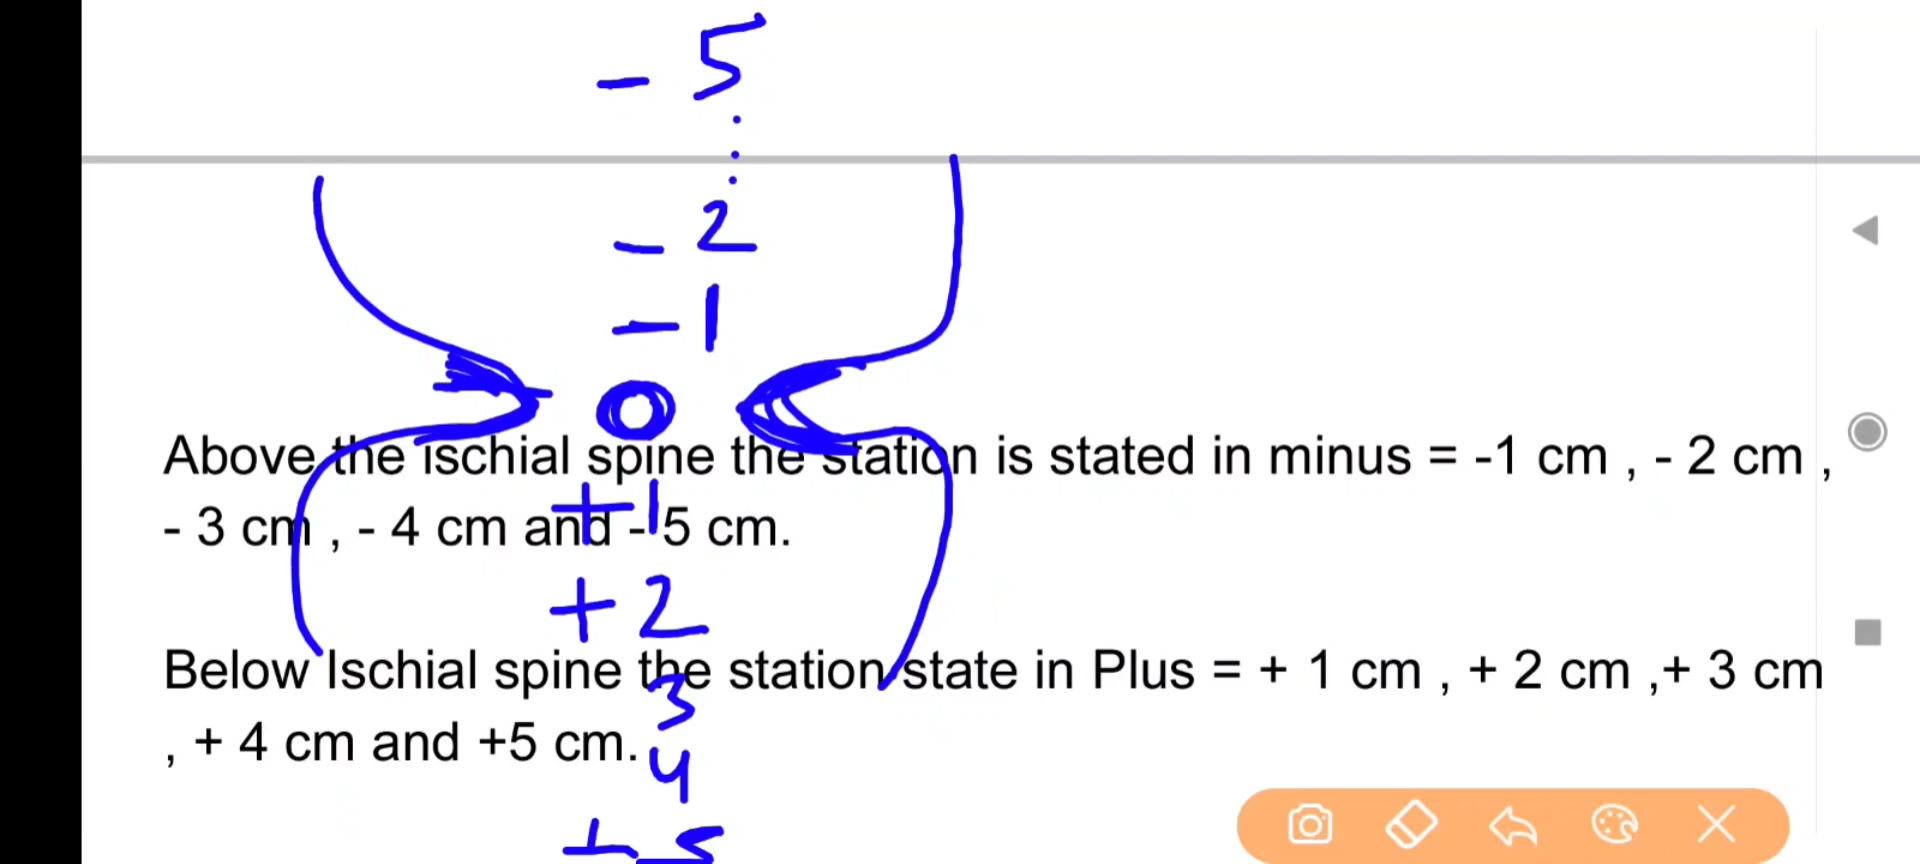 - 5
- 2
- 1
0
Above the ischial spine the station is stated in minus = -1 cm , - 2 cm ,
+1
- 3 cm , - 4 cm and - 5 cm.
+2
Below Ischial spine the station state in Plus = + 1 cm , + 2 cm ,+ 3 cm
3
, + 4 cm and +5 cm.
4
+ 5